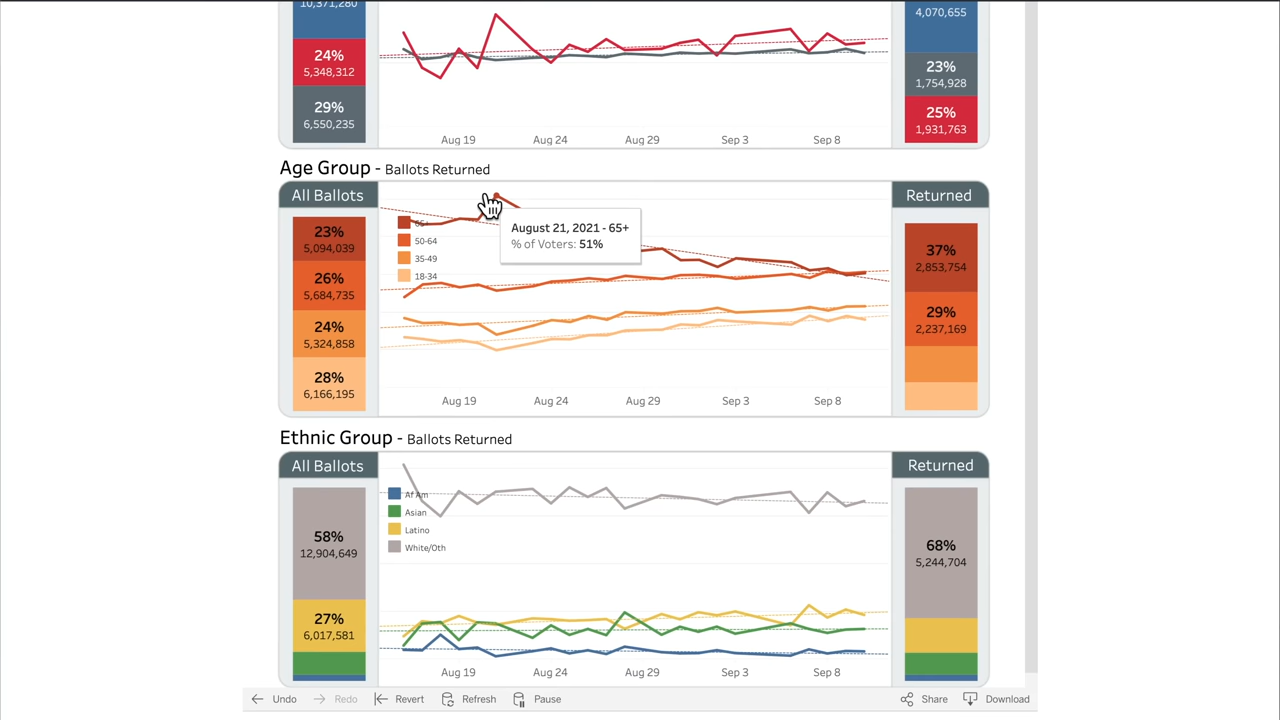 10,371,280
24%
5,348,312
29%
6,550,235
4,070,655
23%
1,754,928
25%
1,931,763
Aug 19 Aug 24 Aug 29 Sep 3 Sep 8
Age Group - Ballots Returned
All Ballots
Returned
23%
5,094,039
26%
5,684,735
24%
5,324,858
28%
6,166,195
65+
50-64
35-49
18-34
August 21, 2021 - 65+
% of Voters: 51%
37%
2,853,754
29%
2,237,169
Aug 19 Aug 24 Aug 29 Sep 3 Sep 8
Ethnic Group - Ballots Returned
All Ballots
Returned
58%
12,904,649
27%
6,017,581
Af Am
Asian
Latino
White/Oth
68%
5,244,704
Aug 19 Aug 24 Aug 29 Sep 3 Sep 8
Undo Redo Revert Refresh Pause Share Download